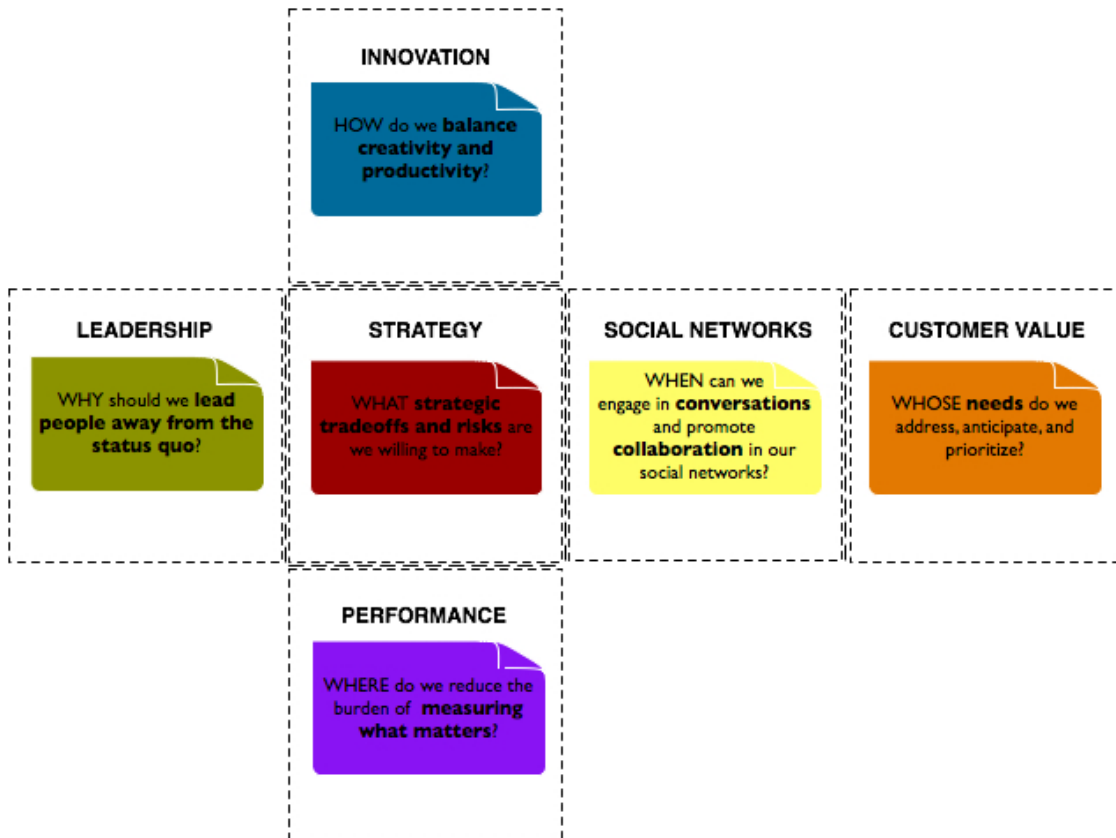 INNOVATION
HOW do we balance
creativity and
productivity?
LEADERSHIP
WHY should we lead
people away from the
status quo?
STRATEGY
WHAT strategic
tradeoffs and risks are
we willing to make?
SOCIAL NETWORKS
WHEN can we
engage in conversations
and promote
collaboration in our
social networks?
CUSTOMER VALUE
WHOSE needs do we
address, anticipate, and
prioritize?
PERFORMANCE
WHERE do we reduce the
burden of measuring
what matters?